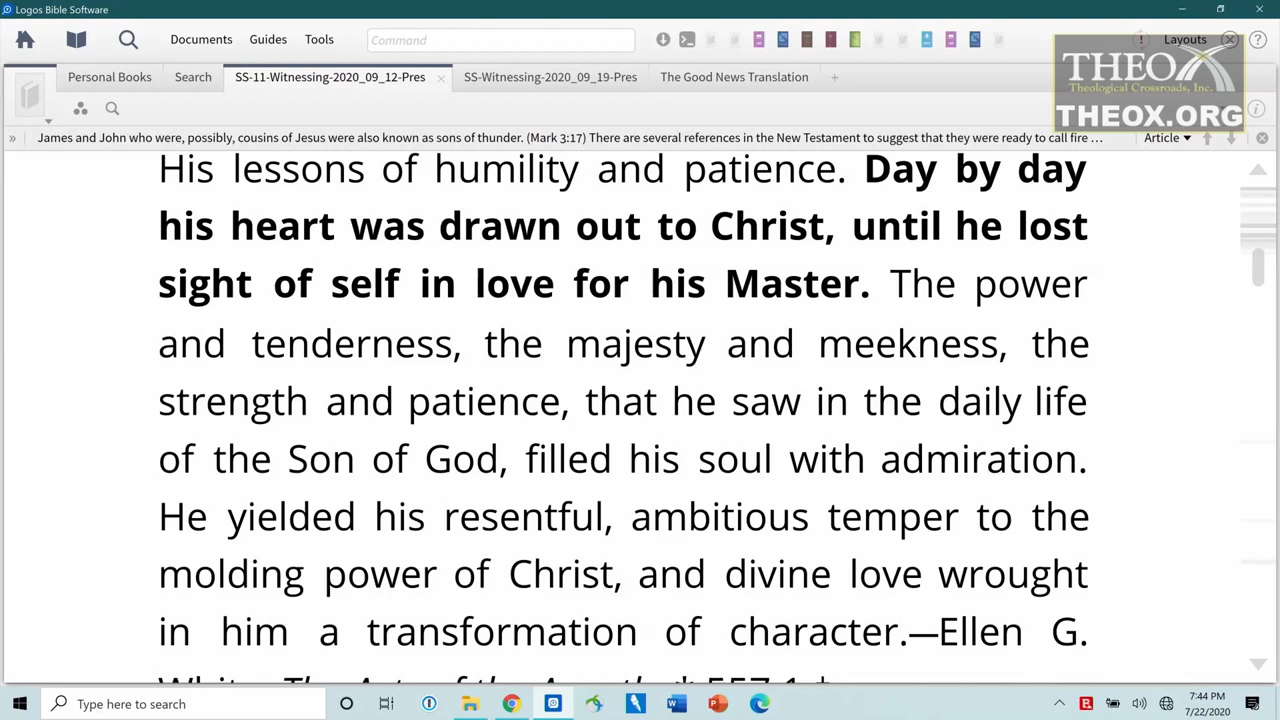 Logos Bible Software
Documents Guides Tools Command Layouts
Personal Books Search SS-11-Witnessing-2020_09_12-Pres SS-Witnessing-2020_09_19-Pres The Good News Translation
THEOX
Theological Crossroads, Inc.
THEOX.ORG
James and John who were, possibly, cousins of Jesus were also known as sons of thunder. (Mark 3:17) There are several references in the New Testament to suggest that they were ready to call fire … Article
His lessons of humility and patience. Day by day
his heart was drawn out to Christ, until he lost
sight of self in love for his Master. The power
and tenderness, the majesty and meekness, the
strength and patience, that he saw in the daily life
of the Son of God, filled his soul with admiration.
He yielded his resentful, ambitious temper to the
molding power of Christ, and divine love wrought
in him a transformation of character.—Ellen G.
Type here to search
7:44 PM
7/22/2020